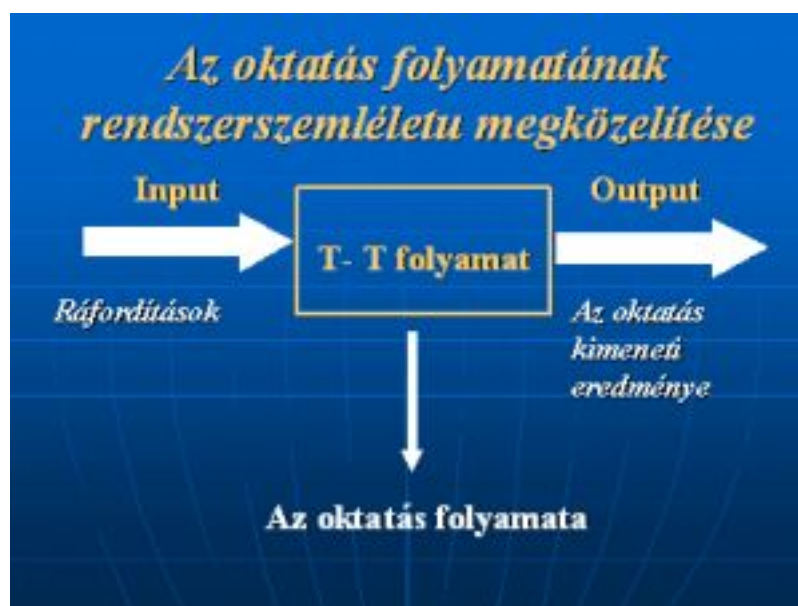 Az oktatás folyamatának
rendszerszemléletu megközelítése
Input
Output
T- T folyamat
Ráfordítások
Az oktatás
kimeneti
eredménye
Az oktatás folyamata